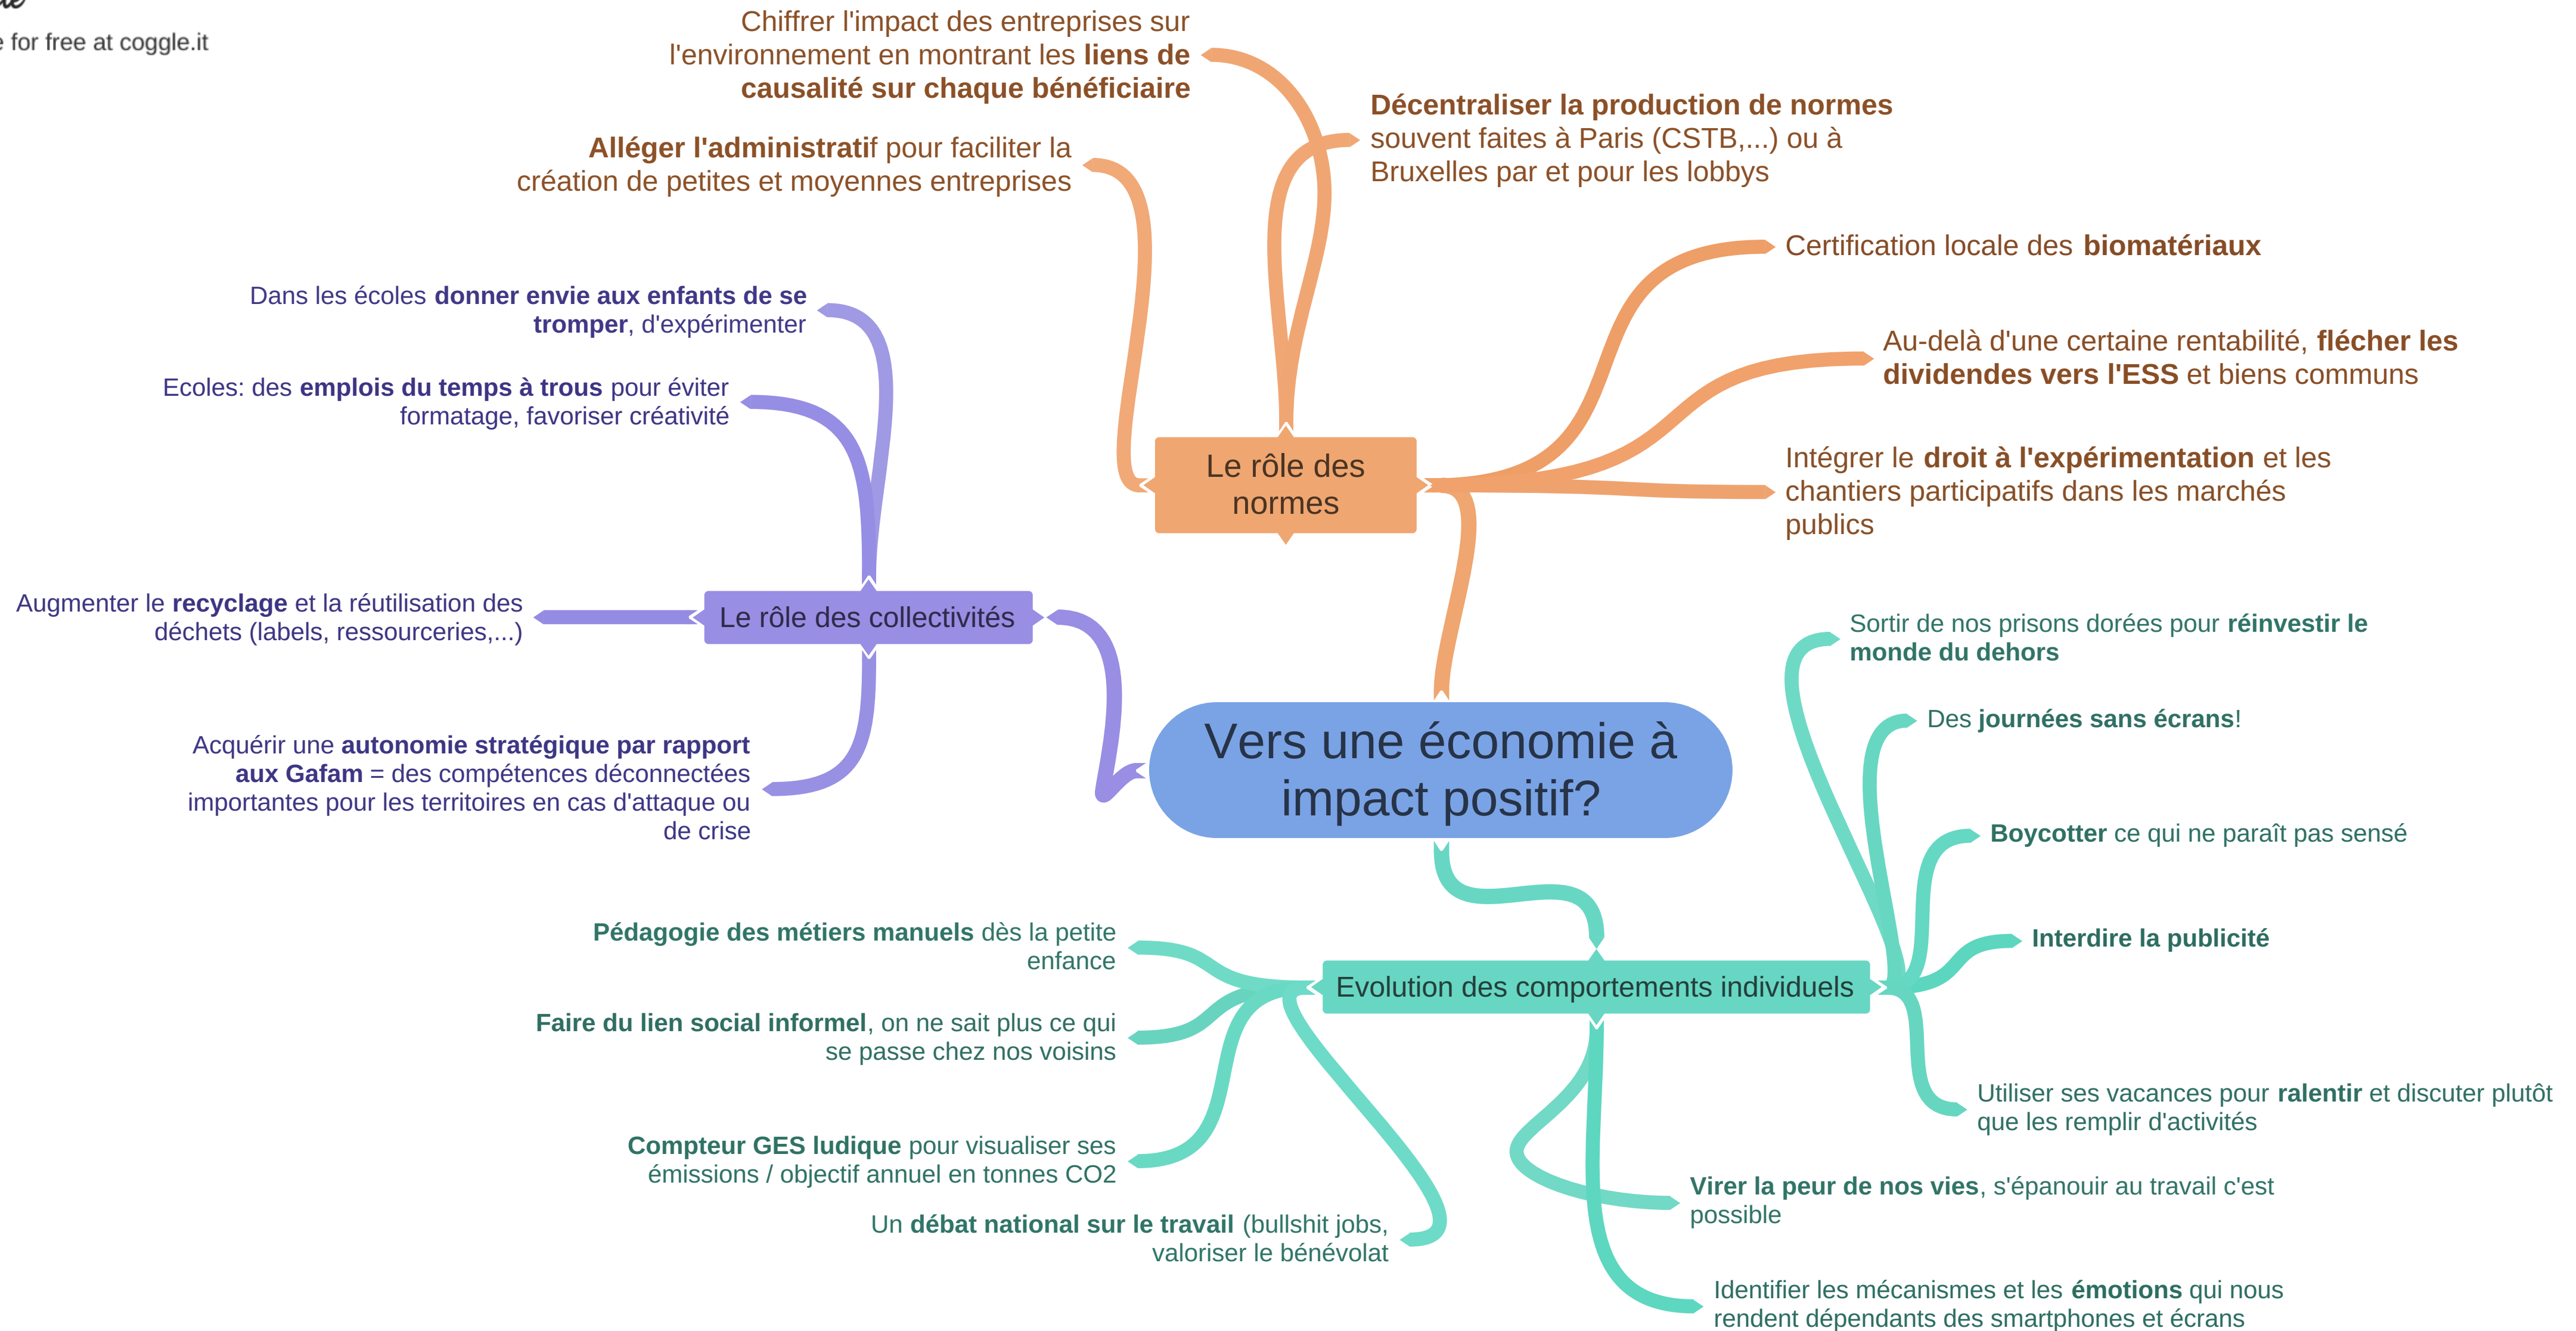 e for free at coggle.it
Chiffrer l'impact des entreprises sur
l'environnement en montrant les liens de
causalité sur chaque bénéficiaire
Alléger l'administratif pour faciliter la
création de petites et moyennes entreprises
Décentraliser la production de normes
souvent faites à Paris (CSTB,...) ou à
Bruxelles par et pour les lobbys
Certification locale des biomatériaux
Au-delà d'une certaine rentabilité, flécher les
dividendes vers l'ESS et biens communs
Intégrer le droit à l'expérimentation et les
chantiers participatifs dans les marchés
publics
Le rôle des
normes
Dans les écoles donner envie aux enfants de se
tromper, d'expérimenter
Ecoles: des emplois du temps à trous pour éviter
formatage, favoriser créativité
Augmenter le recyclage et la réutilisation des
déchets (labels, ressourceries,...)
Le rôle des collectivités
Acquérir une autonomie stratégique par rapport
aux Gafam = des compétences déconnectées
importantes pour les territoires en cas d'attaque ou
de crise
Vers une économie à
impact positif?
Sortir de nos prisons dorées pour réinvestir le
monde du dehors
Des journées sans écrans!
Boycotter ce qui ne paraît pas sensé
Interdire la publicité
Utiliser ses vacances pour ralentir et discuter plutôt
que les remplir d'activités
Evolution des comportements individuels
Pédagogie des métiers manuels dès la petite
enfance
Faire du lien social informel, on ne sait plus ce qui
se passe chez nos voisins
Compteur GES ludique pour visualiser ses
émissions / objectif annuel en tonnes CO2
Un débat national sur le travail (bullshit jobs,
valoriser le bénévolat
Virer la peur de nos vies, s'épanouir au travail c'est
possible
Identifier les mécanismes et les émotions qui nous
rendent dépendants des smartphones et écrans